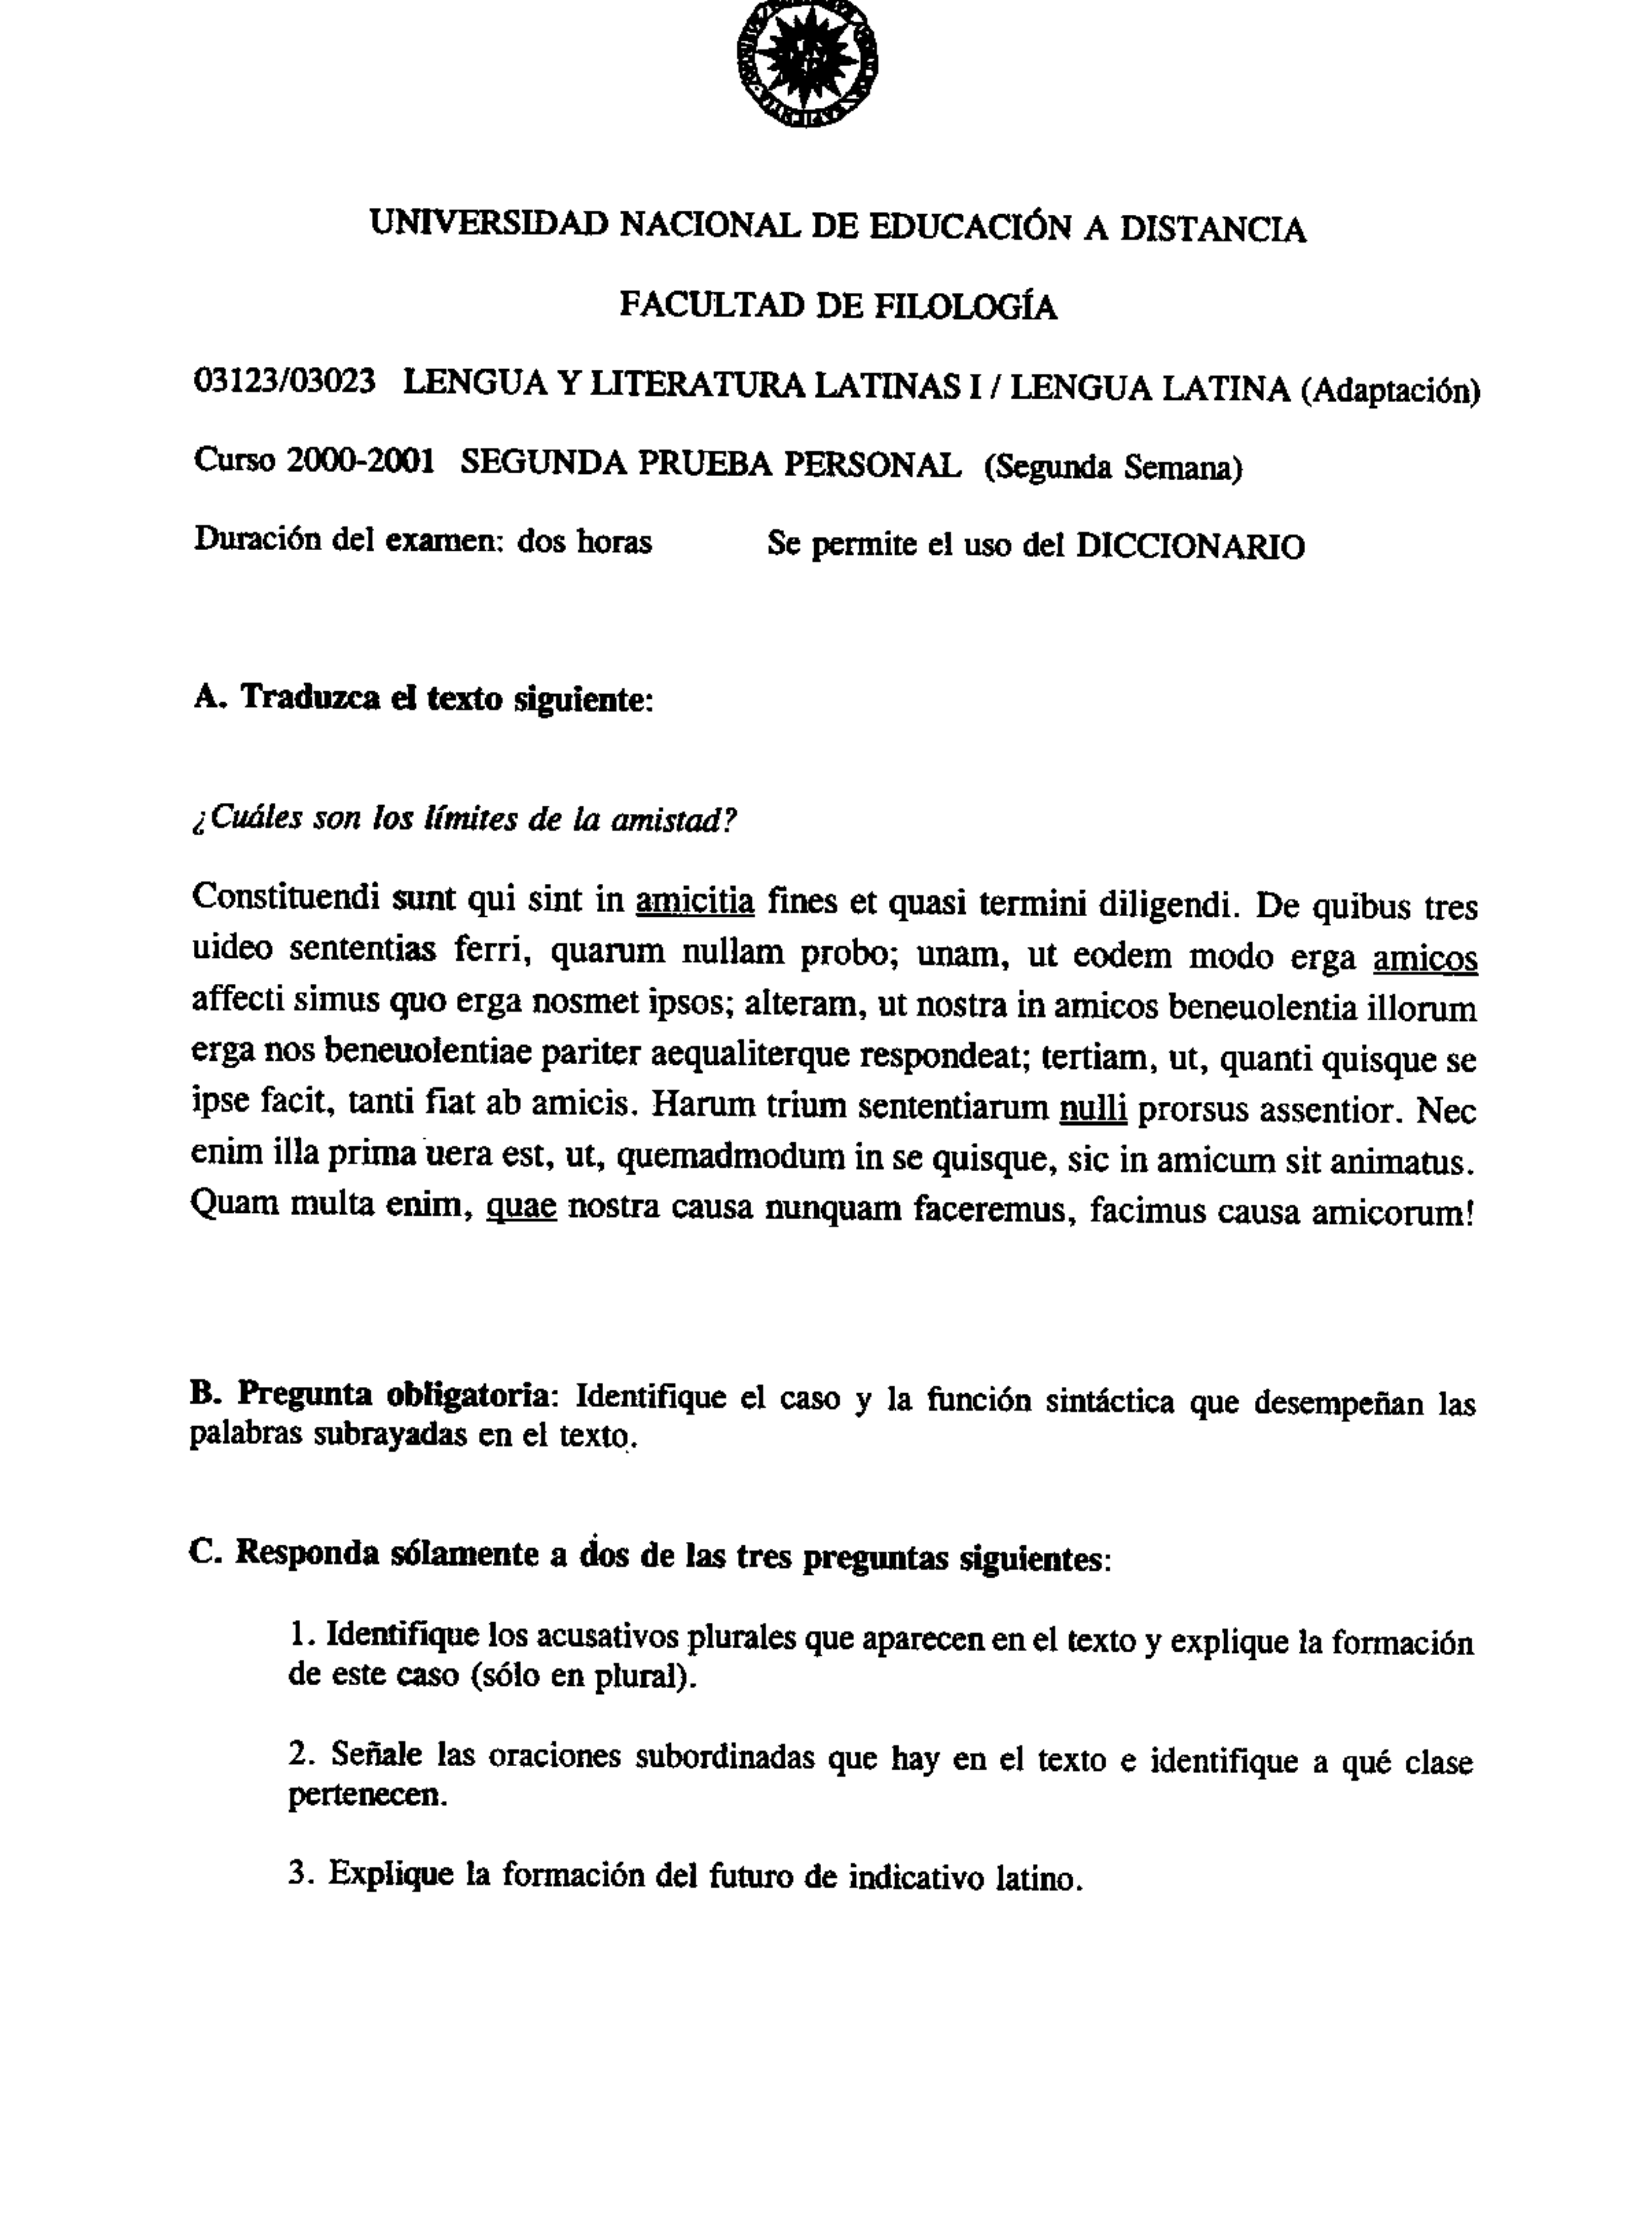 UNIVERSIDAD NACIONAL DE EDUCACIÓN A DISTANCIA
FACULTAD DE FILOLOGÍA
03123/03023 LENGUA Y LITERATURA LATINAS I / LENGUA LATINA (Adaptación)
Curso 2000-2001 SEGUNDA PRUEBA PERSONAL (Segunda Semana)
Duración del examen: dos horas Se permite el uso del DICCIONARIO
A. Traduzca el texto siguiente:
¿Cuáles son los límites de la amistad?
Constituendi sunt qui sint in amicitia fines et quasi termini diligendi. De quibus tres
uideo sententias ferri, quarum nullam probo; unam, ut eodem modo erga amicos
affecti simus quo erga nosmet ipsos; alteram, ut nostra in amicos beneuolentia illorum
erga nos beneuolentiae pariter aequaliterque respondeat; tertiam, ut, quanti quisque se
ipse facit, tanti fiat ab amicis. Harum trium sententiarum nulli prorsus assentior. Nec
enim illa prima uera est, ut, quemadmodum in se quisque, sic in amicum sit animatus.
Quam multa enim, quae nostra causa nunquam faceremus, facimus causa amicorum!
B. Pregunta obligatoria: Identifique el caso y la función sintáctica que desempeñan las
palabras subrayadas en el texto.
C. Responda sólamente a dos de las tres preguntas siguientes:
1. Identifique los acusativos plurales que aparecen en el texto y explique la formación
de este caso (sólo en plural).
2. Señale las oraciones subordinadas que hay en el texto e identifique a qué clase
pertenecen.
3. Explique la formación del futuro de indicativo latino.